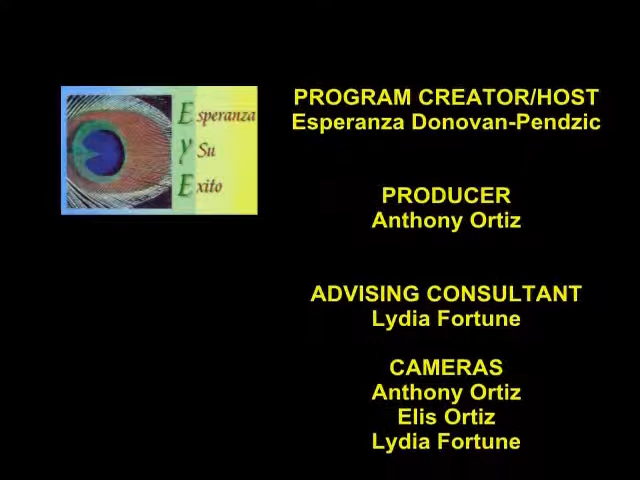 Esperanza
y Su
Exito
PROGRAM CREATOR/HOST
Esperanza Donovan-Pendzic
PRODUCER
Anthony Ortiz
ADVISING CONSULTANT
Lydia Fortune
CAMERAS
Anthony Ortiz
Elis Ortiz
Lydia Fortune